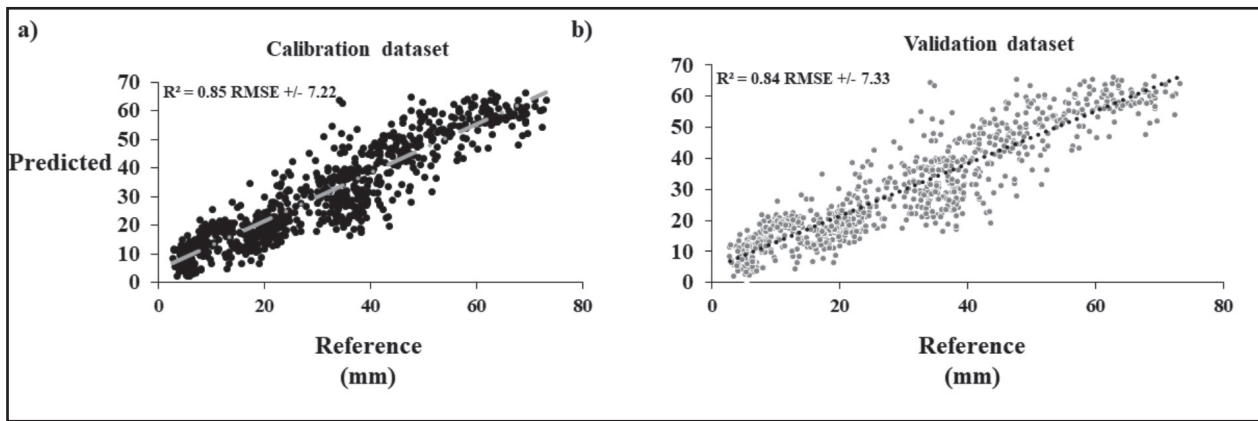 a)
Calibration dataset
R² = 0.85 RMSE +/- 7.22
Predicted
70
60
50
40
30
20
10
0
0 20 40 60 80
Reference
(mm)
b)
Validation dataset
R² = 0.84 RMSE +/- 7.33
70
60
50
40
30
20
10
0
0 20 40 60 80
Reference
(mm)